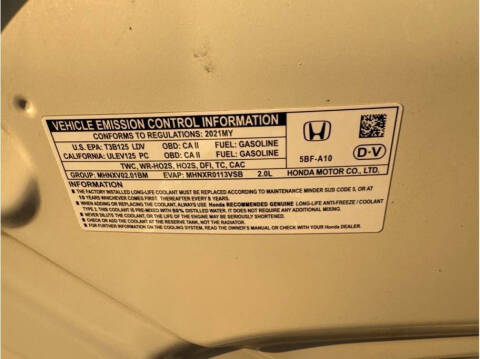 VEHICLE EMISSION CONTROL INFORMATION
CONFORMS TO REGULATIONS: 2021MY
U.S. EPA: T3B125 LDV OBD: CA II FUEL: GASOLINE
CALIFORNIA: ULEV125 PC OBD: CA II FUEL: GASOLINE
TWC, WR-HO2S, HO2S, DFI, TC, CAC
GROUP: MHNXV02.01BM EVAP: MHNXR0113VSB 2.0L
5BF-A10
D-V
HONDA MOTOR CO., LTD.
■ THE FACTORY INSTALLED LONG-LIFE COOLANT MUST BE REPLACED ACCORDING TO MAINTENANCE MINDER SUB CODE 5, OR AT
10 YEARS WHICHEVER COMES FIRST. THEREAFTER EVERY 5 YEARS.
■ WHEN ADDING OR REPLACING THE COOLANT, ALWAYS USE Honda RECOMMENDED GENUINE LONG-LIFE ANTI-FREEZE / COOLANT
TYPE 2. THIS COOLANT IS PRE-MIXED WITH 50% DISTILLED WATER, IT DOES NOT REQUIRE ANY ADDITIONAL MIXING.
■ NEVER DILUTE THE COOLANT, OR THE LIFE OF THE ENGINE MAY BE SERIOUSLY SHORTENED.
■ CHECK OR ADD FOR THE COOLANT AT THE RESERVE TANK, NOT THE RADIATOR.
■ FOR FURTHER INFORMATION ON THE COOLING SYSTEM, READ THE OWNER'S MANUAL OR CHECK WITH YOUR Honda DEALER.